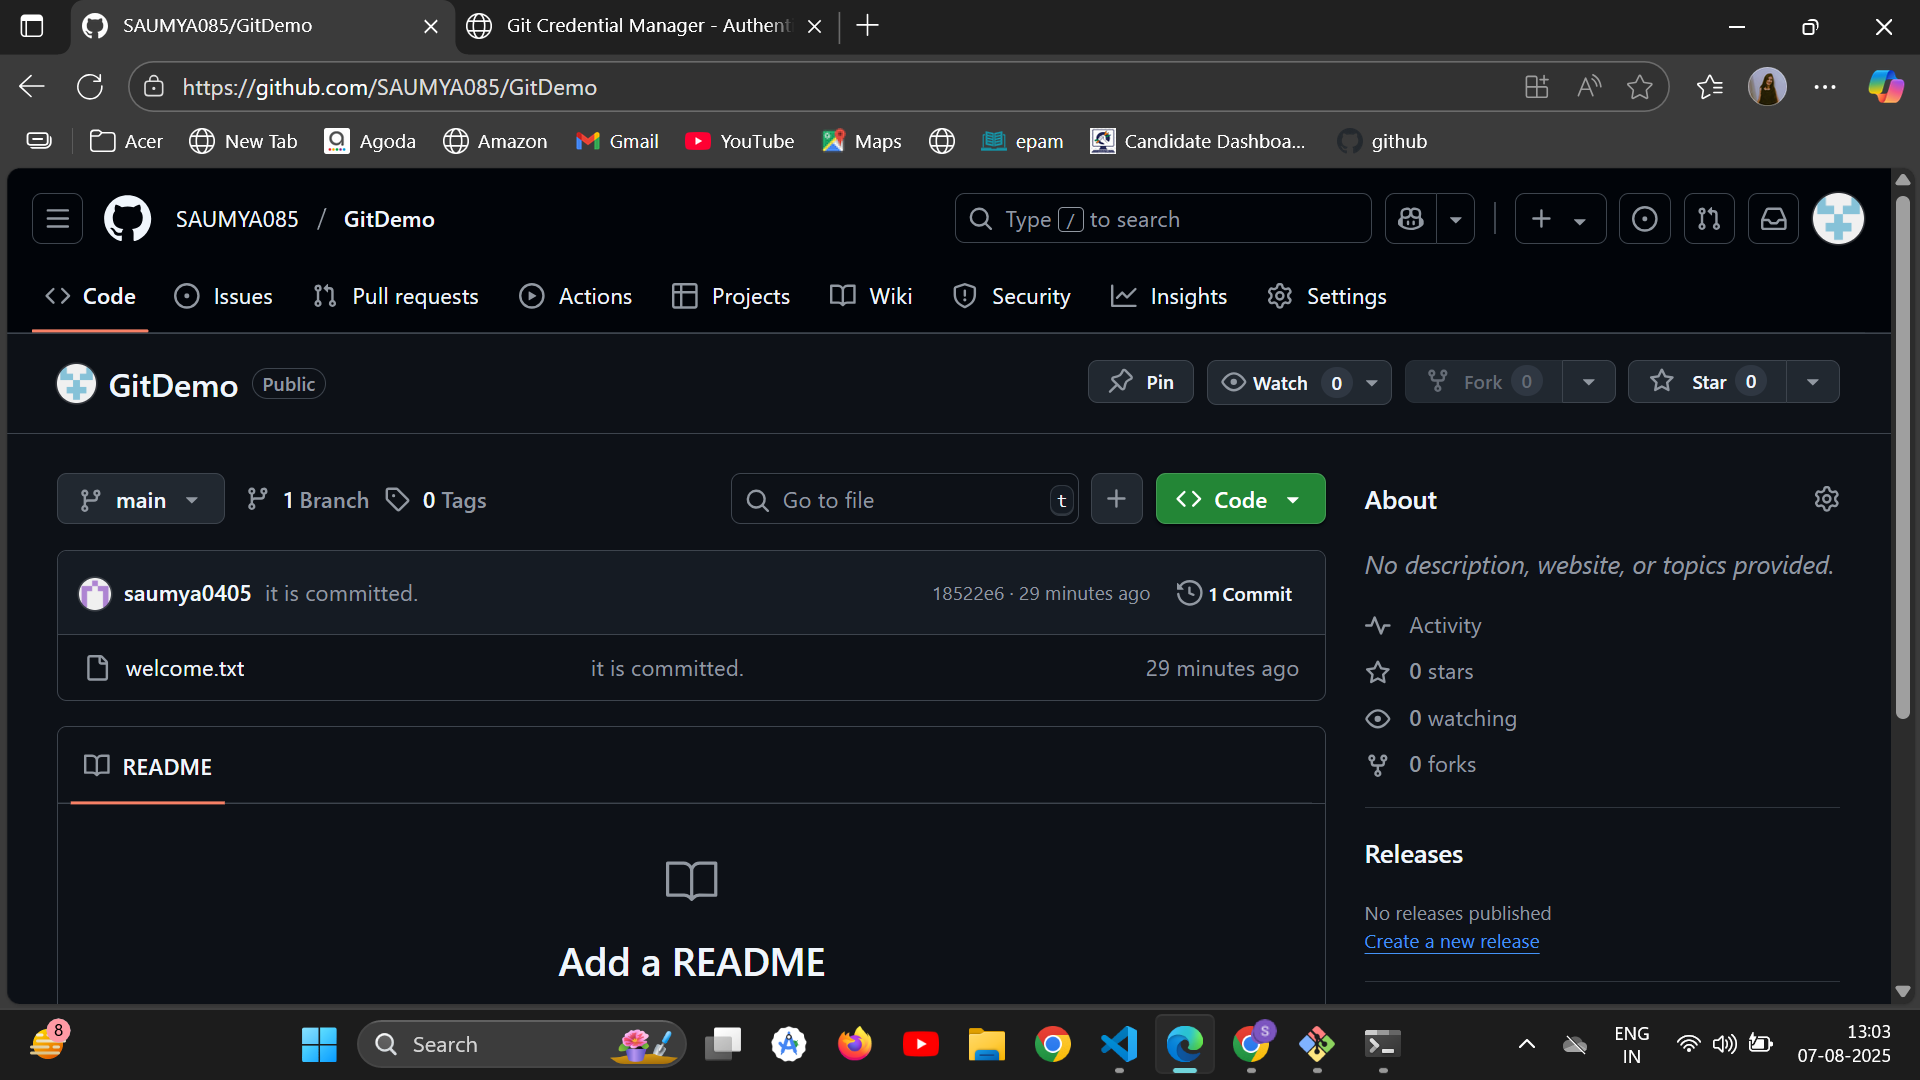 SAUMYA085/GitDemo
Git Credential Manager - Authent
https://github.com/SAUMYA085/GitDemo
Acer
New Tab
Agoda
Amazon
Gmail
YouTube
Maps
epam
Candidate Dashboa...
github
SAUMYA085 / GitDemo
Type / to search
Code
Issues
Pull requests
Actions
Projects
Wiki
Security
Insights
Settings
GitDemo
Public
Pin
Watch 0
Fork 0
Star 0
main
1 Branch
0 Tags
Go to file
t
Code
About
No description, website, or topics provided.
saumya0405 it is committed.
18522e6 · 29 minutes ago
1 Commit
welcome.txt
it is committed.
29 minutes ago
Activity
0 stars
0 watching
0 forks
README
Add a README
Releases
No releases published
Create a new release
8
Search
S
ENG
IN
13:03
07-08-2025